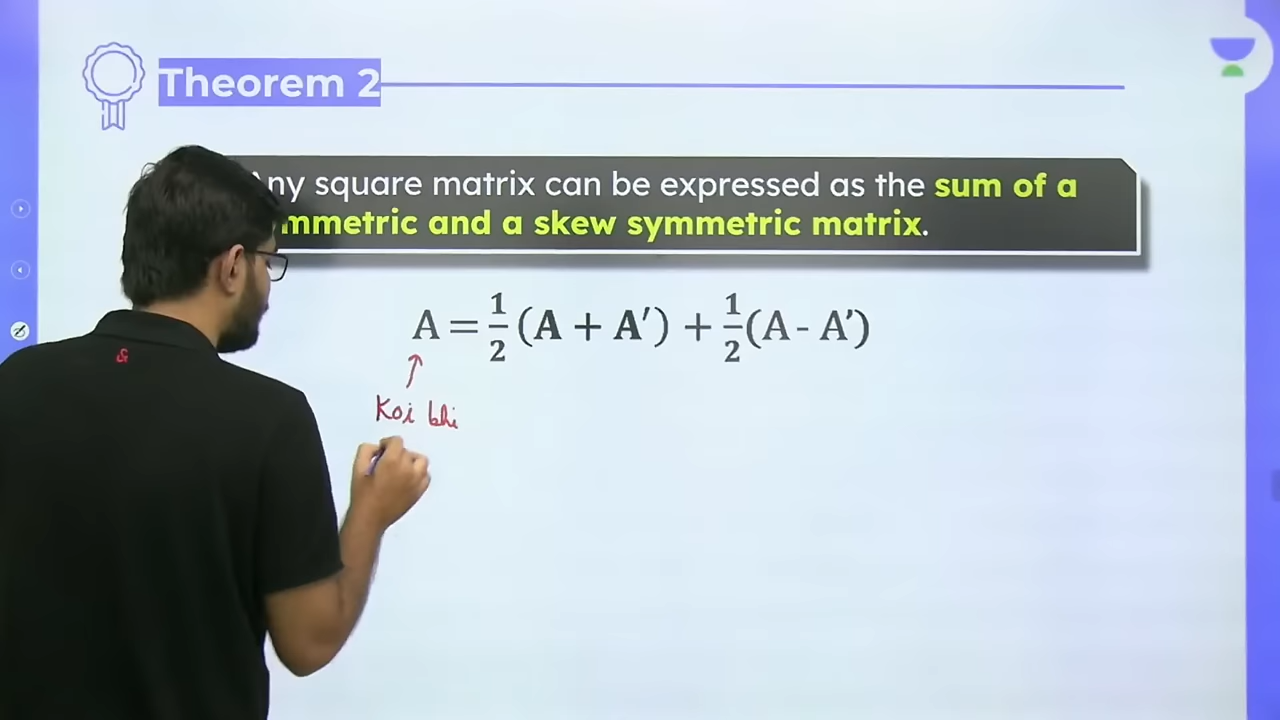 Theorem 2
Any square matrix can be expressed as the sum of a
mmetric and a skew symmetric matrix.
A = 1/2 (A + A′) + 1/2 (A - A')
Koi bhi